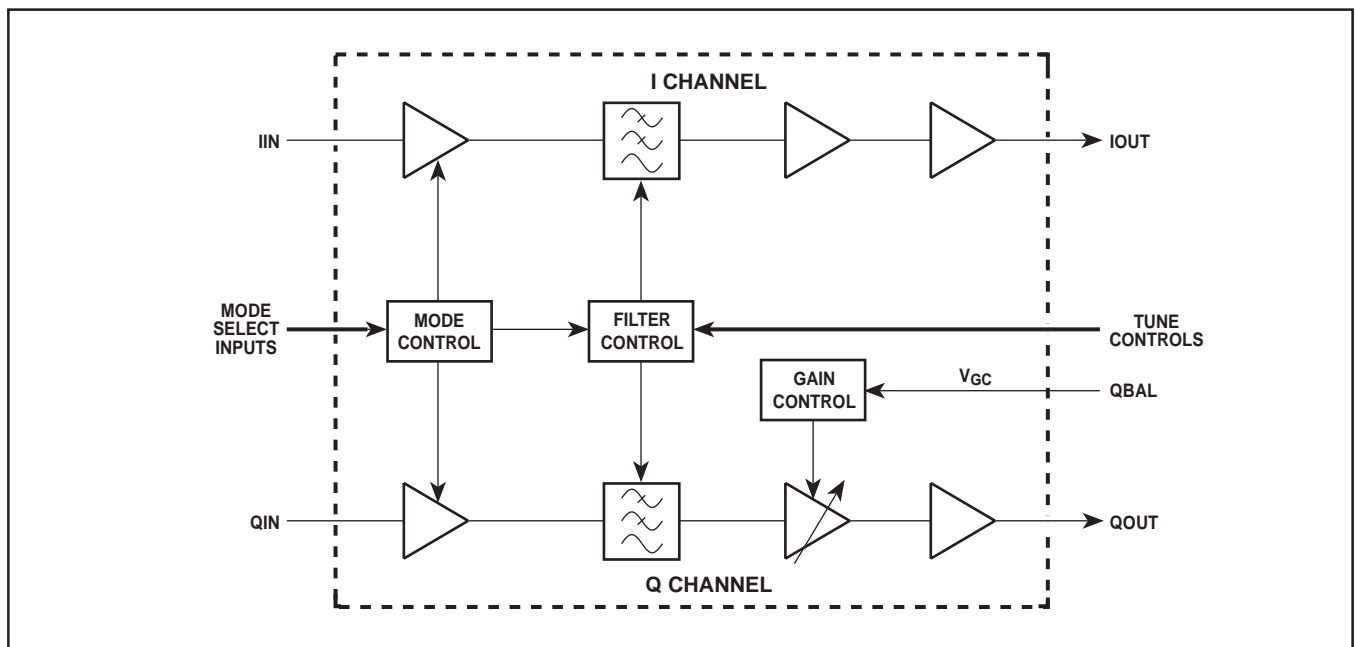 I CHANNEL
IIN
IOUT
MODE
SELECT
INPUTS
MODE
CONTROL
FILTER
CONTROL
TUNE
CONTROLS
GAIN
CONTROL
VGC
QBAL
QIN
QOUT
Q CHANNEL